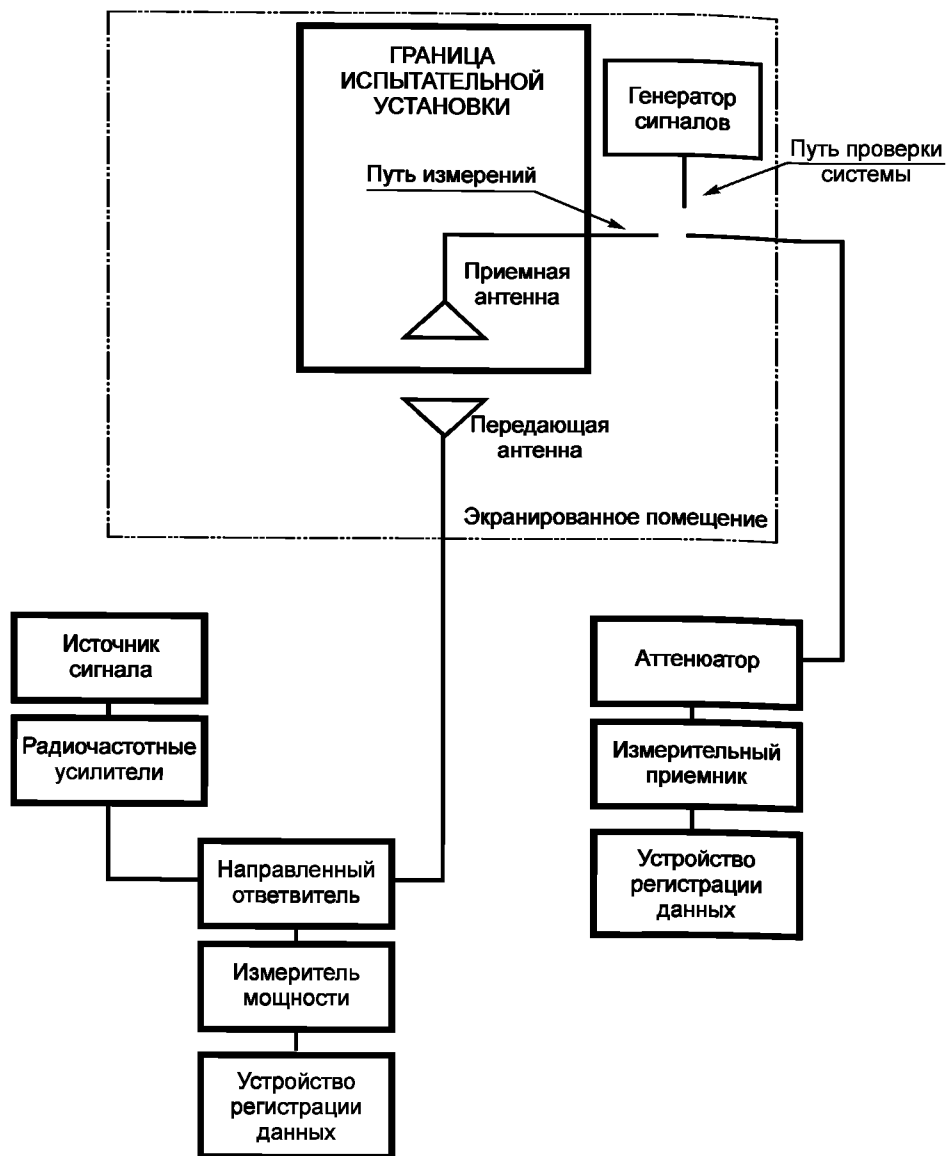 ГРАНИЦА
ИСПЫТАТЕЛЬНОЙ
УСТАНОВКИ
Генератор
сигналов
Путь проверки
системы
Путь измерений
Приемная
антенна
Передающая
антенна
Экранированное помещение
Источник
сигнала
Радиочастотные
усилители
Направленный
ответвитель
Измеритель
мощности
Устройство
регистрации
данных
Аттенюатор
Измерительный
приемник
Устройство
регистрации
данных